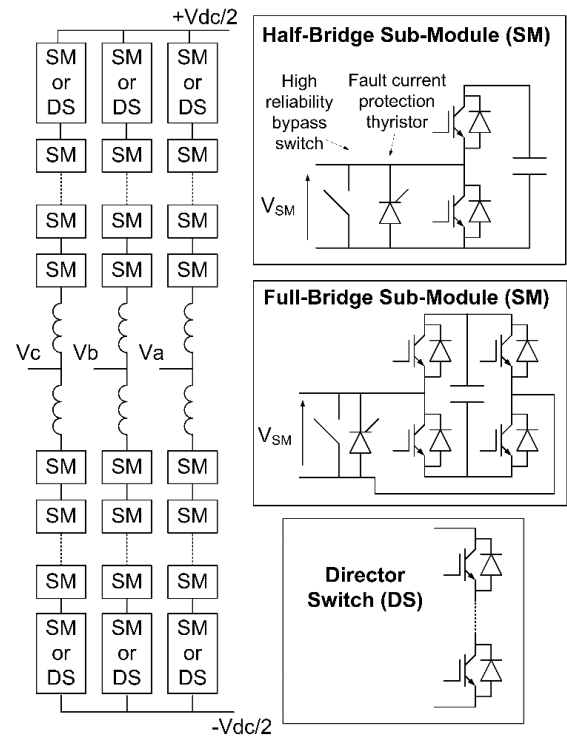 +Vdc/2
SM or DS
SM or DS
SM or DS
SM
SM
SM
SM
SM
SM
SM
SM
SM
Vc
Vb
Va
SM
SM
SM
SM
SM
SM
SM
SM
SM
SM or DS
SM or DS
SM or DS
-Vdc/2
Half-Bridge Sub-Module (SM)
High
reliability
bypass
switch
Fault current
protection
thyristor
VSM
Full-Bridge Sub-Module (SM)
VSM
Director
Switch (DS)